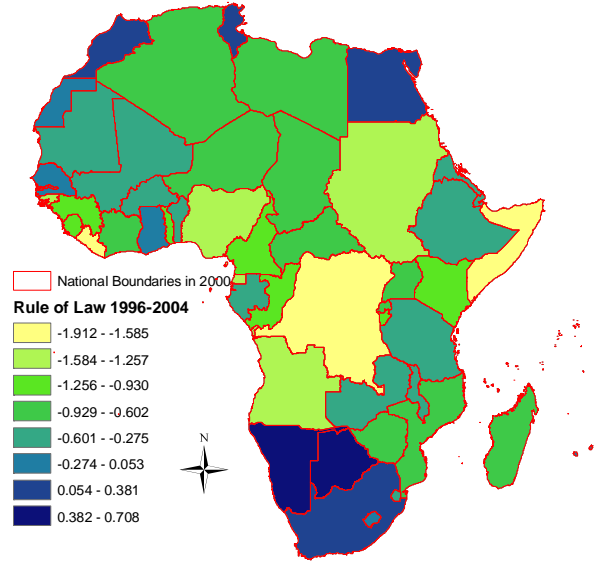 National Boundaries in 2000
Rule of Law 1996-2004
-1.912 - -1.585
-1.584 - -1.257
-1.256 - -0.930
-0.929 - -0.602
-0.601 - -0.275
-0.274 - 0.053
0.054 - 0.381
0.382 - 0.708
N